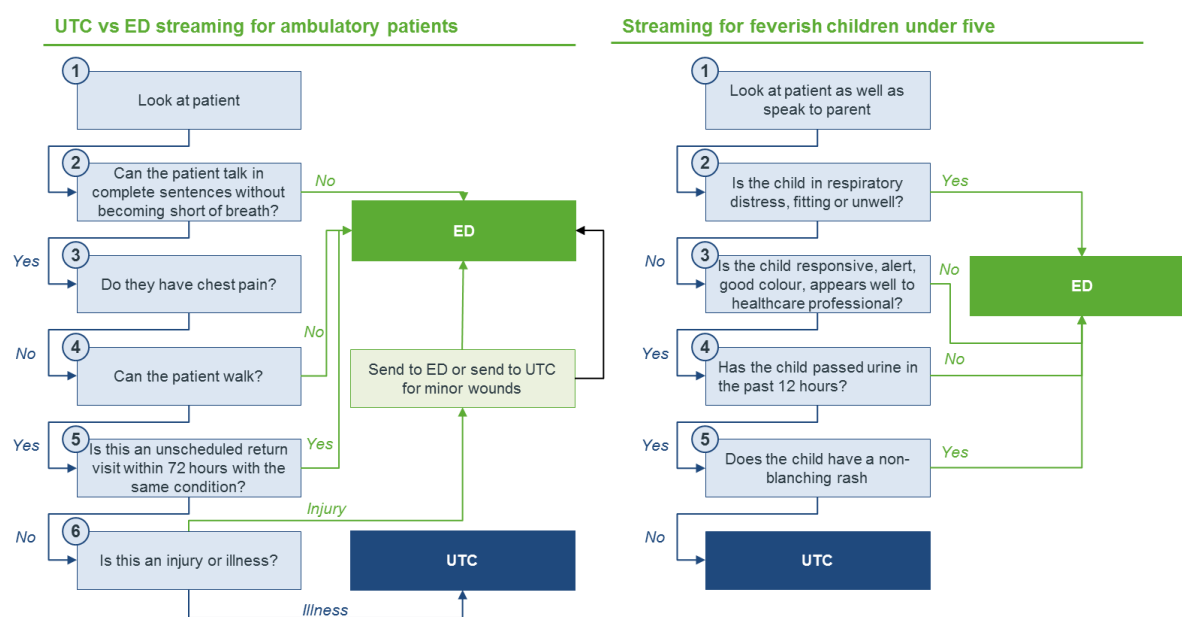 UTC vs ED streaming for ambulatory patients
1
Look at patient
2
Can the patient talk in
complete sentences without
becoming short of breath?
No
ED
Yes
3
Do they have chest pain?
No
No
4
Can the patient walk?
Send to ED or send to UTC
for minor wounds
Yes
5
Is this an unscheduled return
visit within 72 hours with the
same condition?
Yes
Injury
No
6
Is this an injury or illness?
UTC
Illness
Streaming for feverish children under five
1
Look at patient as well as
speak to parent
2
Is the child in respiratory
distress, fitting or unwell?
Yes
No
3
Is the child responsive, alert,
good colour, appears well to
healthcare professional?
No
ED
Yes
4
Has the child passed urine in
the past 12 hours?
No
Yes
5
Does the child have a non-
blanching rash
Yes
No
UTC